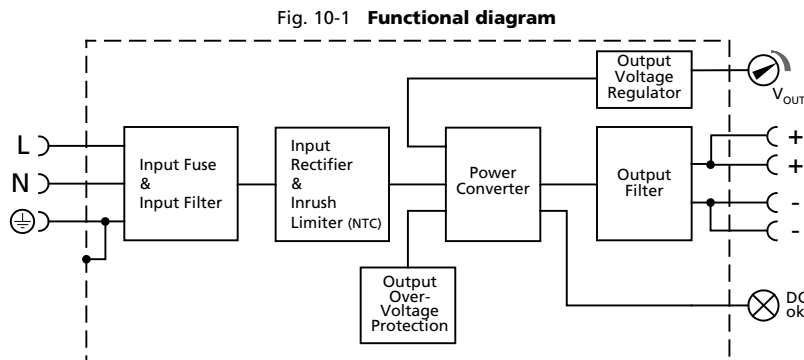 Fig. 10-1 Functional diagram
Output
Voltage
Regulator
V_OUT
L
N
Input Fuse
&
Input Filter
Input
Rectifier
&
Inrush
Limiter (NTC)
Power
Converter
Output
Filter
+
+
-
-
Output
Over-
Voltage
Protection
DC
ok